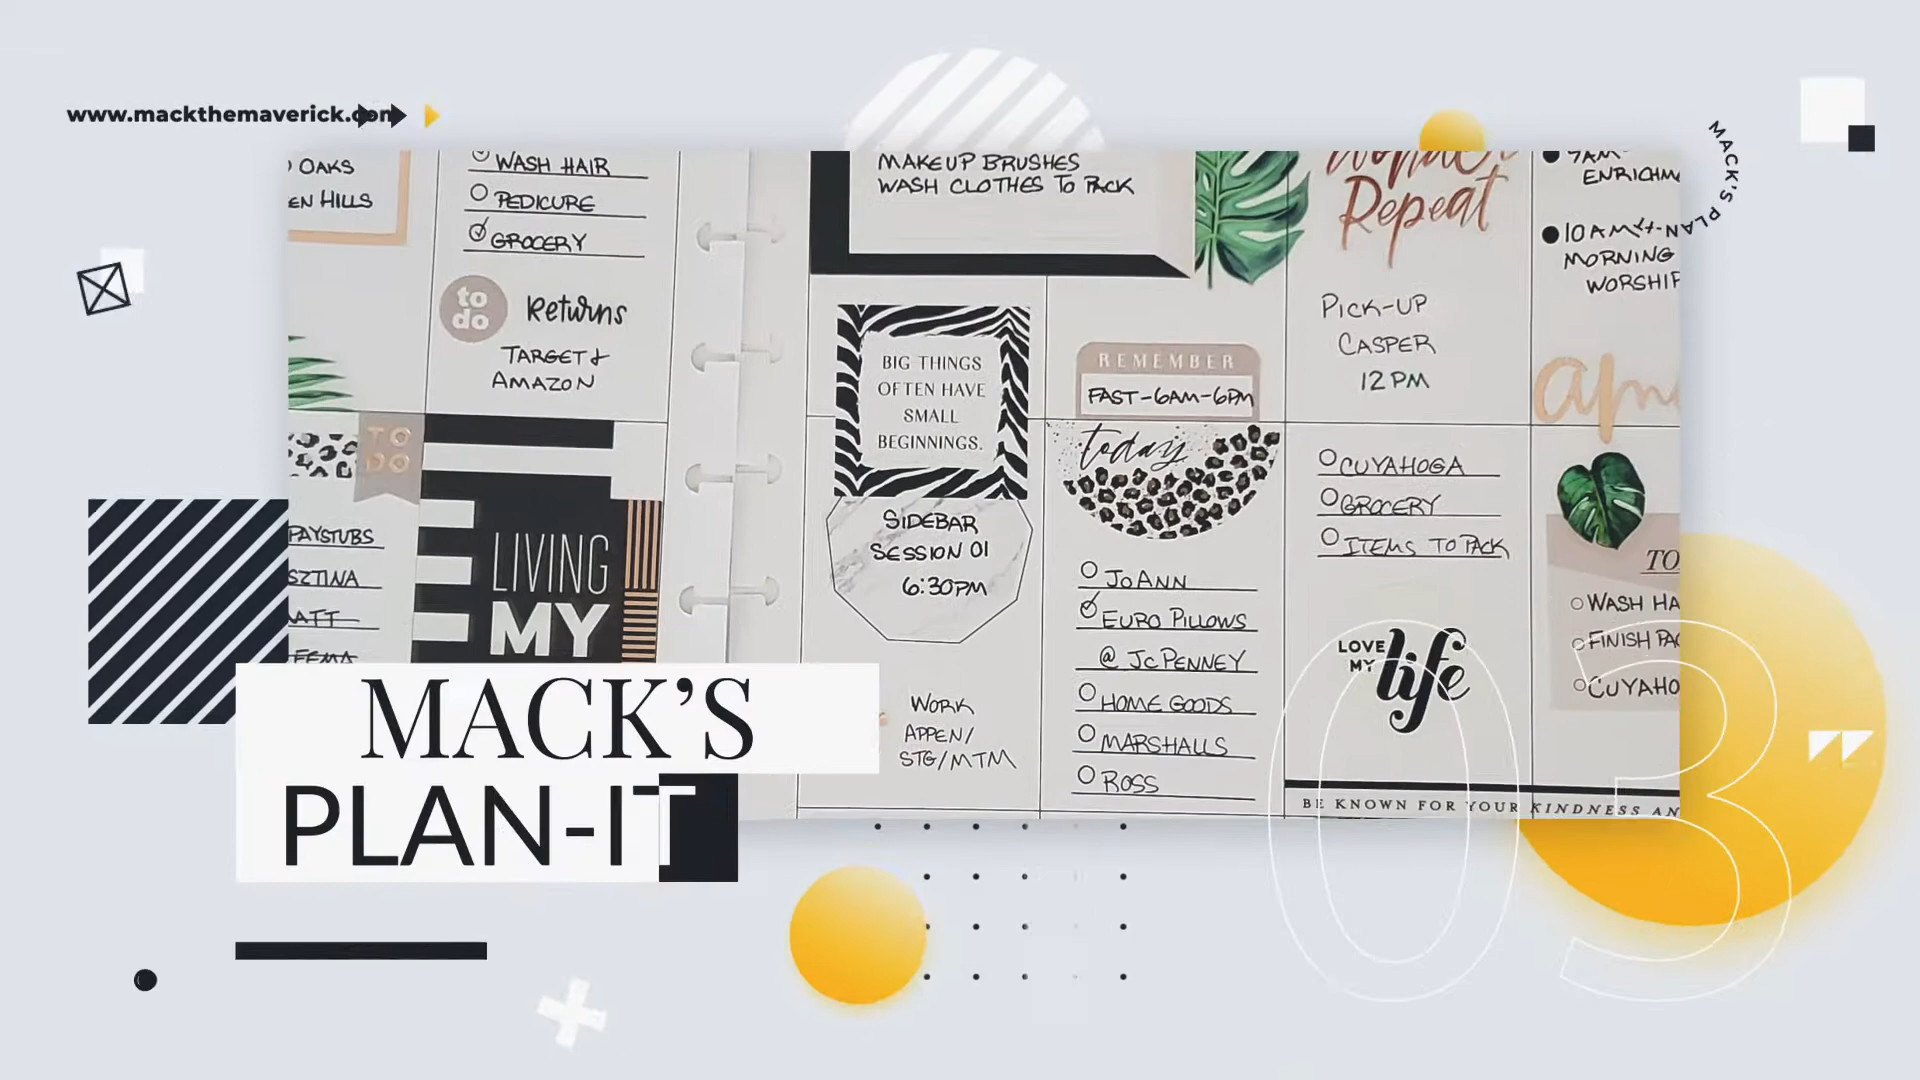 www.mackthemaverick.com
MACK'S PLAN-IT
OAKS
HILLS
WASH HAIR
PEDICURE
GROCERY
to
do
Returns
TARGET &
AMAZON
TO
DO
PAYSTUBS
LIVING
MY
MAKEUP BRUSHES
WASH CLOTHES TO PACK
BIG THINGS
OFTEN HAVE
SMALL
BEGINNINGS.
SIDEBAR
SESSION 01
6:30PM
WORK
APPEN/
STG/MTM
REMEMBER
FAST-6AM-6PM
today
JOANN
EURO PILLOWS
@ JCPENNEY
HOME GOODS
MARSHALLS
ROSS
Repeat
PICK-UP
CASPER
12PM
CUYAHOGA
GROCERY
ITEMS TO PACK
LOVE
MY life
BE KNOWN FOR YOUR KINDNESS AN
9AM-
ENRICHM
10AM
MORNING
WORSHIP
TO
WASH HA
FINISH PAC
CUYAHO
MACK'S
PLAN-IT
03